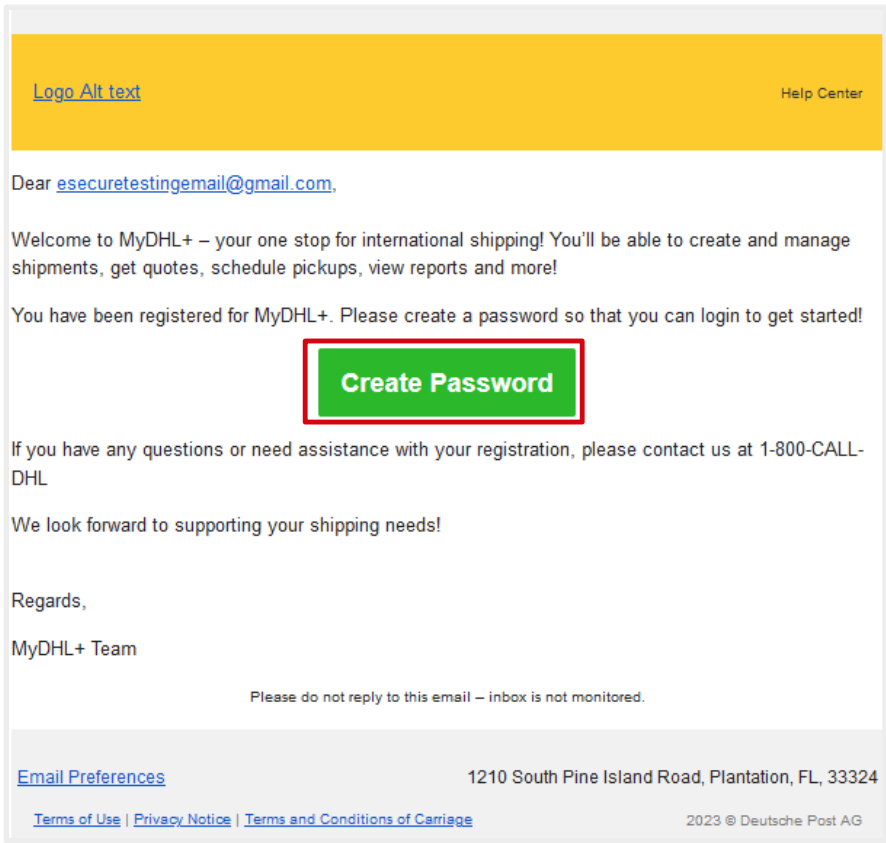 Logo Alt text
Help Center
Dear esecuretestingemail@gmail.com,
Welcome to MyDHL+ – your one stop for international shipping! You'll be able to create and manage
shipments, get quotes, schedule pickups, view reports and more!
You have been registered for MyDHL+. Please create a password so that you can login to get started!
Create Password
If you have any questions or need assistance with your registration, please contact us at 1-800-CALL-
DHL
We look forward to supporting your shipping needs!
Regards,
MyDHL+ Team
Please do not reply to this email – inbox is not monitored.
Email Preferences
1210 South Pine Island Road, Plantation, FL, 33324
Terms of Use | Privacy Notice | Terms and Conditions of Carriage
2023 © Deutsche Post AG